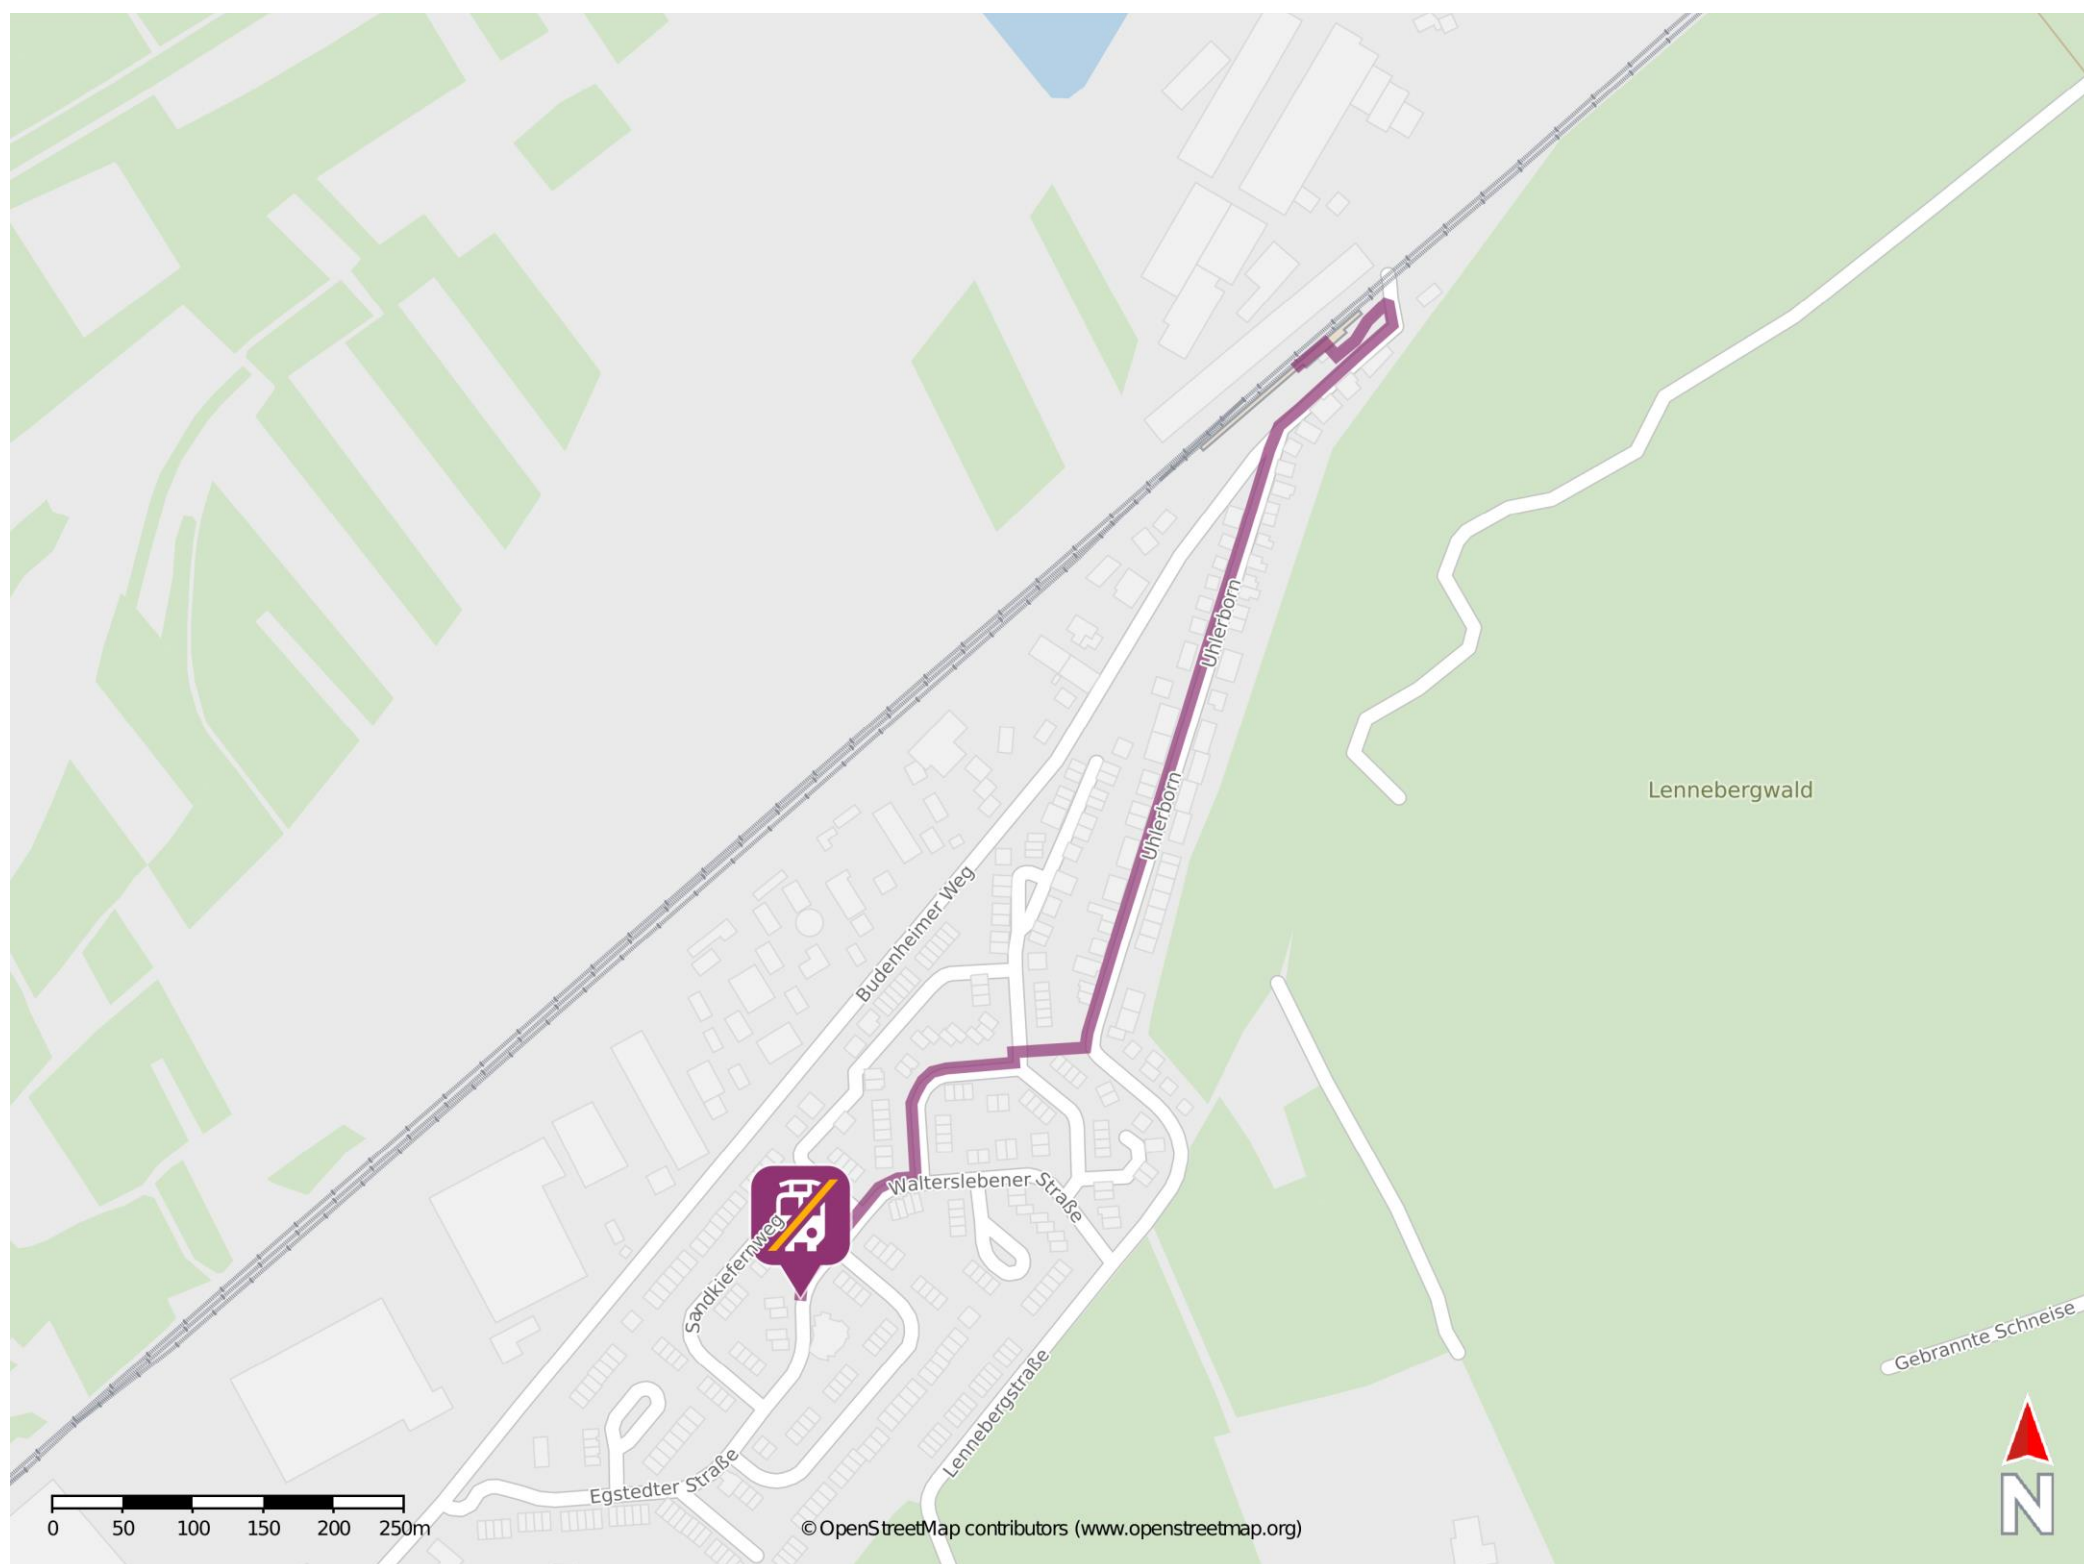 Uhlerborn
Uhlerborn
Lennebergwald
Budenheimer Weg
Walterslebener Straße
Sandkiefernweg
Gebrannte Schneise
Lennebergstraße
Egstedter Straße
N
0 50 100 150 200 250m
© OpenStreetMap contributors (www.openstreetmap.org)